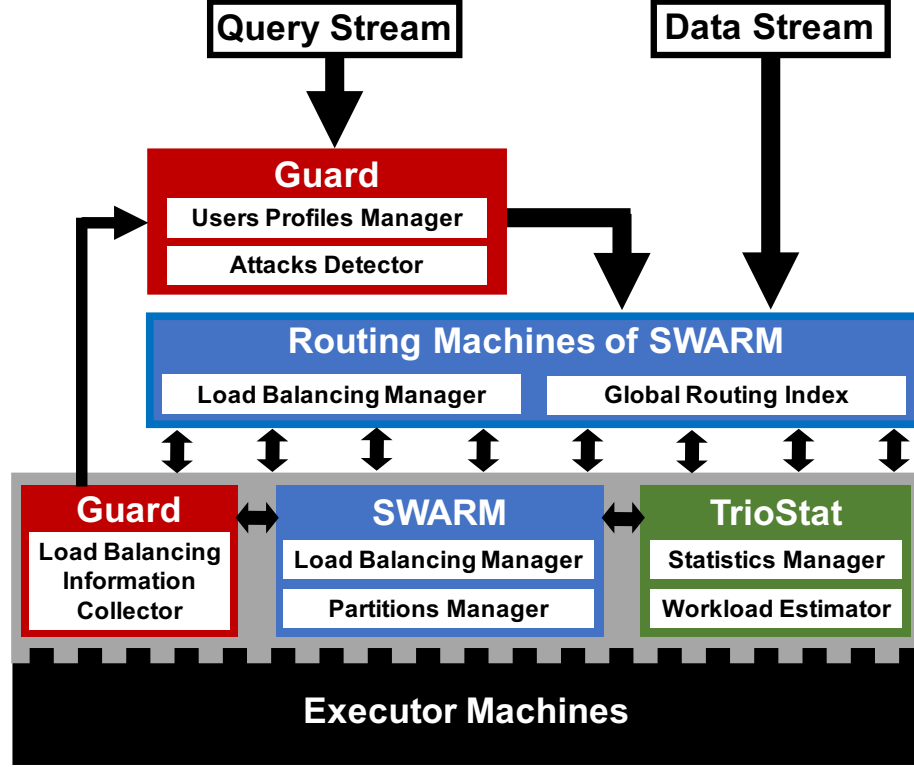 Query Stream
Data Stream
Guard
Users Profiles Manager
Attacks Detector
Routing Machines of SWARM
Load Balancing Manager
Global Routing Index
Guard
Load Balancing
Information
Collector
SWARM
Load Balancing Manager
Partitions Manager
TrioStat
Statistics Manager
Workload Estimator
Executor Machines